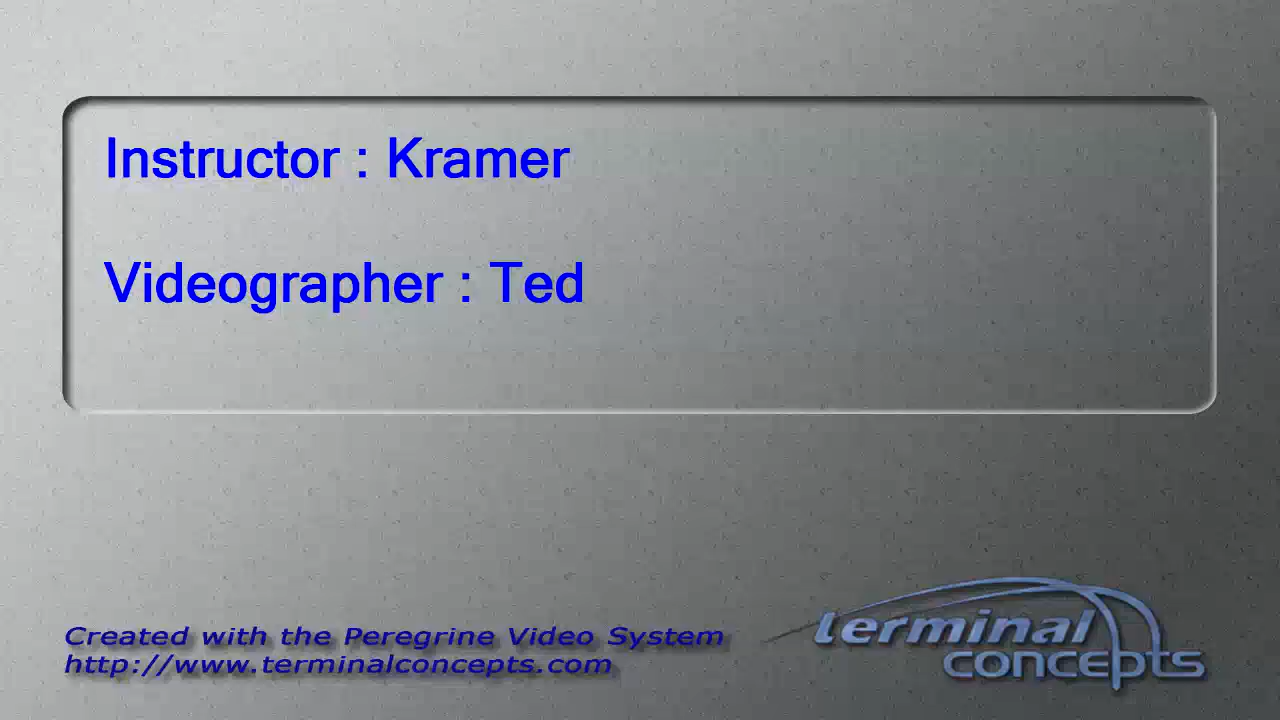 Instructor : Kramer
Videographer : Ted
Created with the Peregrine Video System
http://www.terminalconcepts.com
terminal
concepts